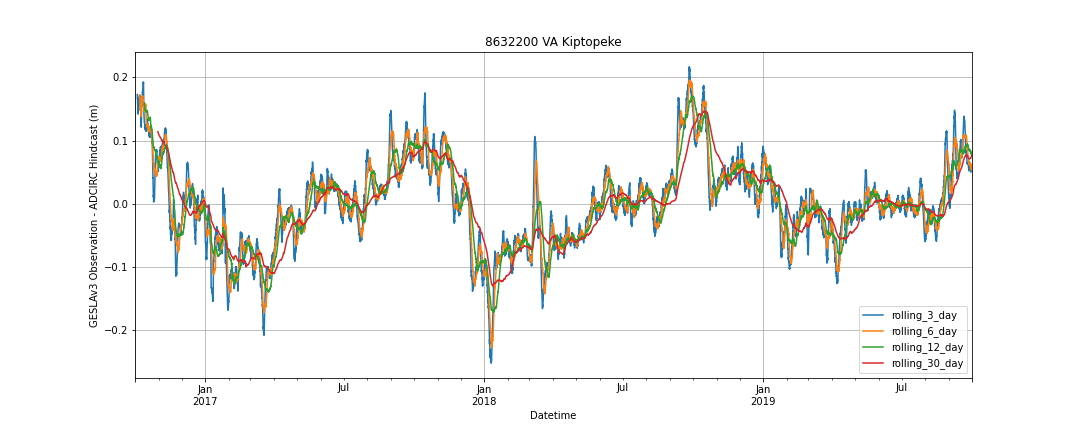 8632200 VA Kiptopeke
GESLAv3 Observation - ADCIRC Hindcast (m)
0.2
0.1
0.0
−0.1
−0.2
Jan
2017
Jul
Jan
2018
Jul
Jan
2019
Jul
Datetime
rolling_3_day
rolling_6_day
rolling_12_day
rolling_30_day